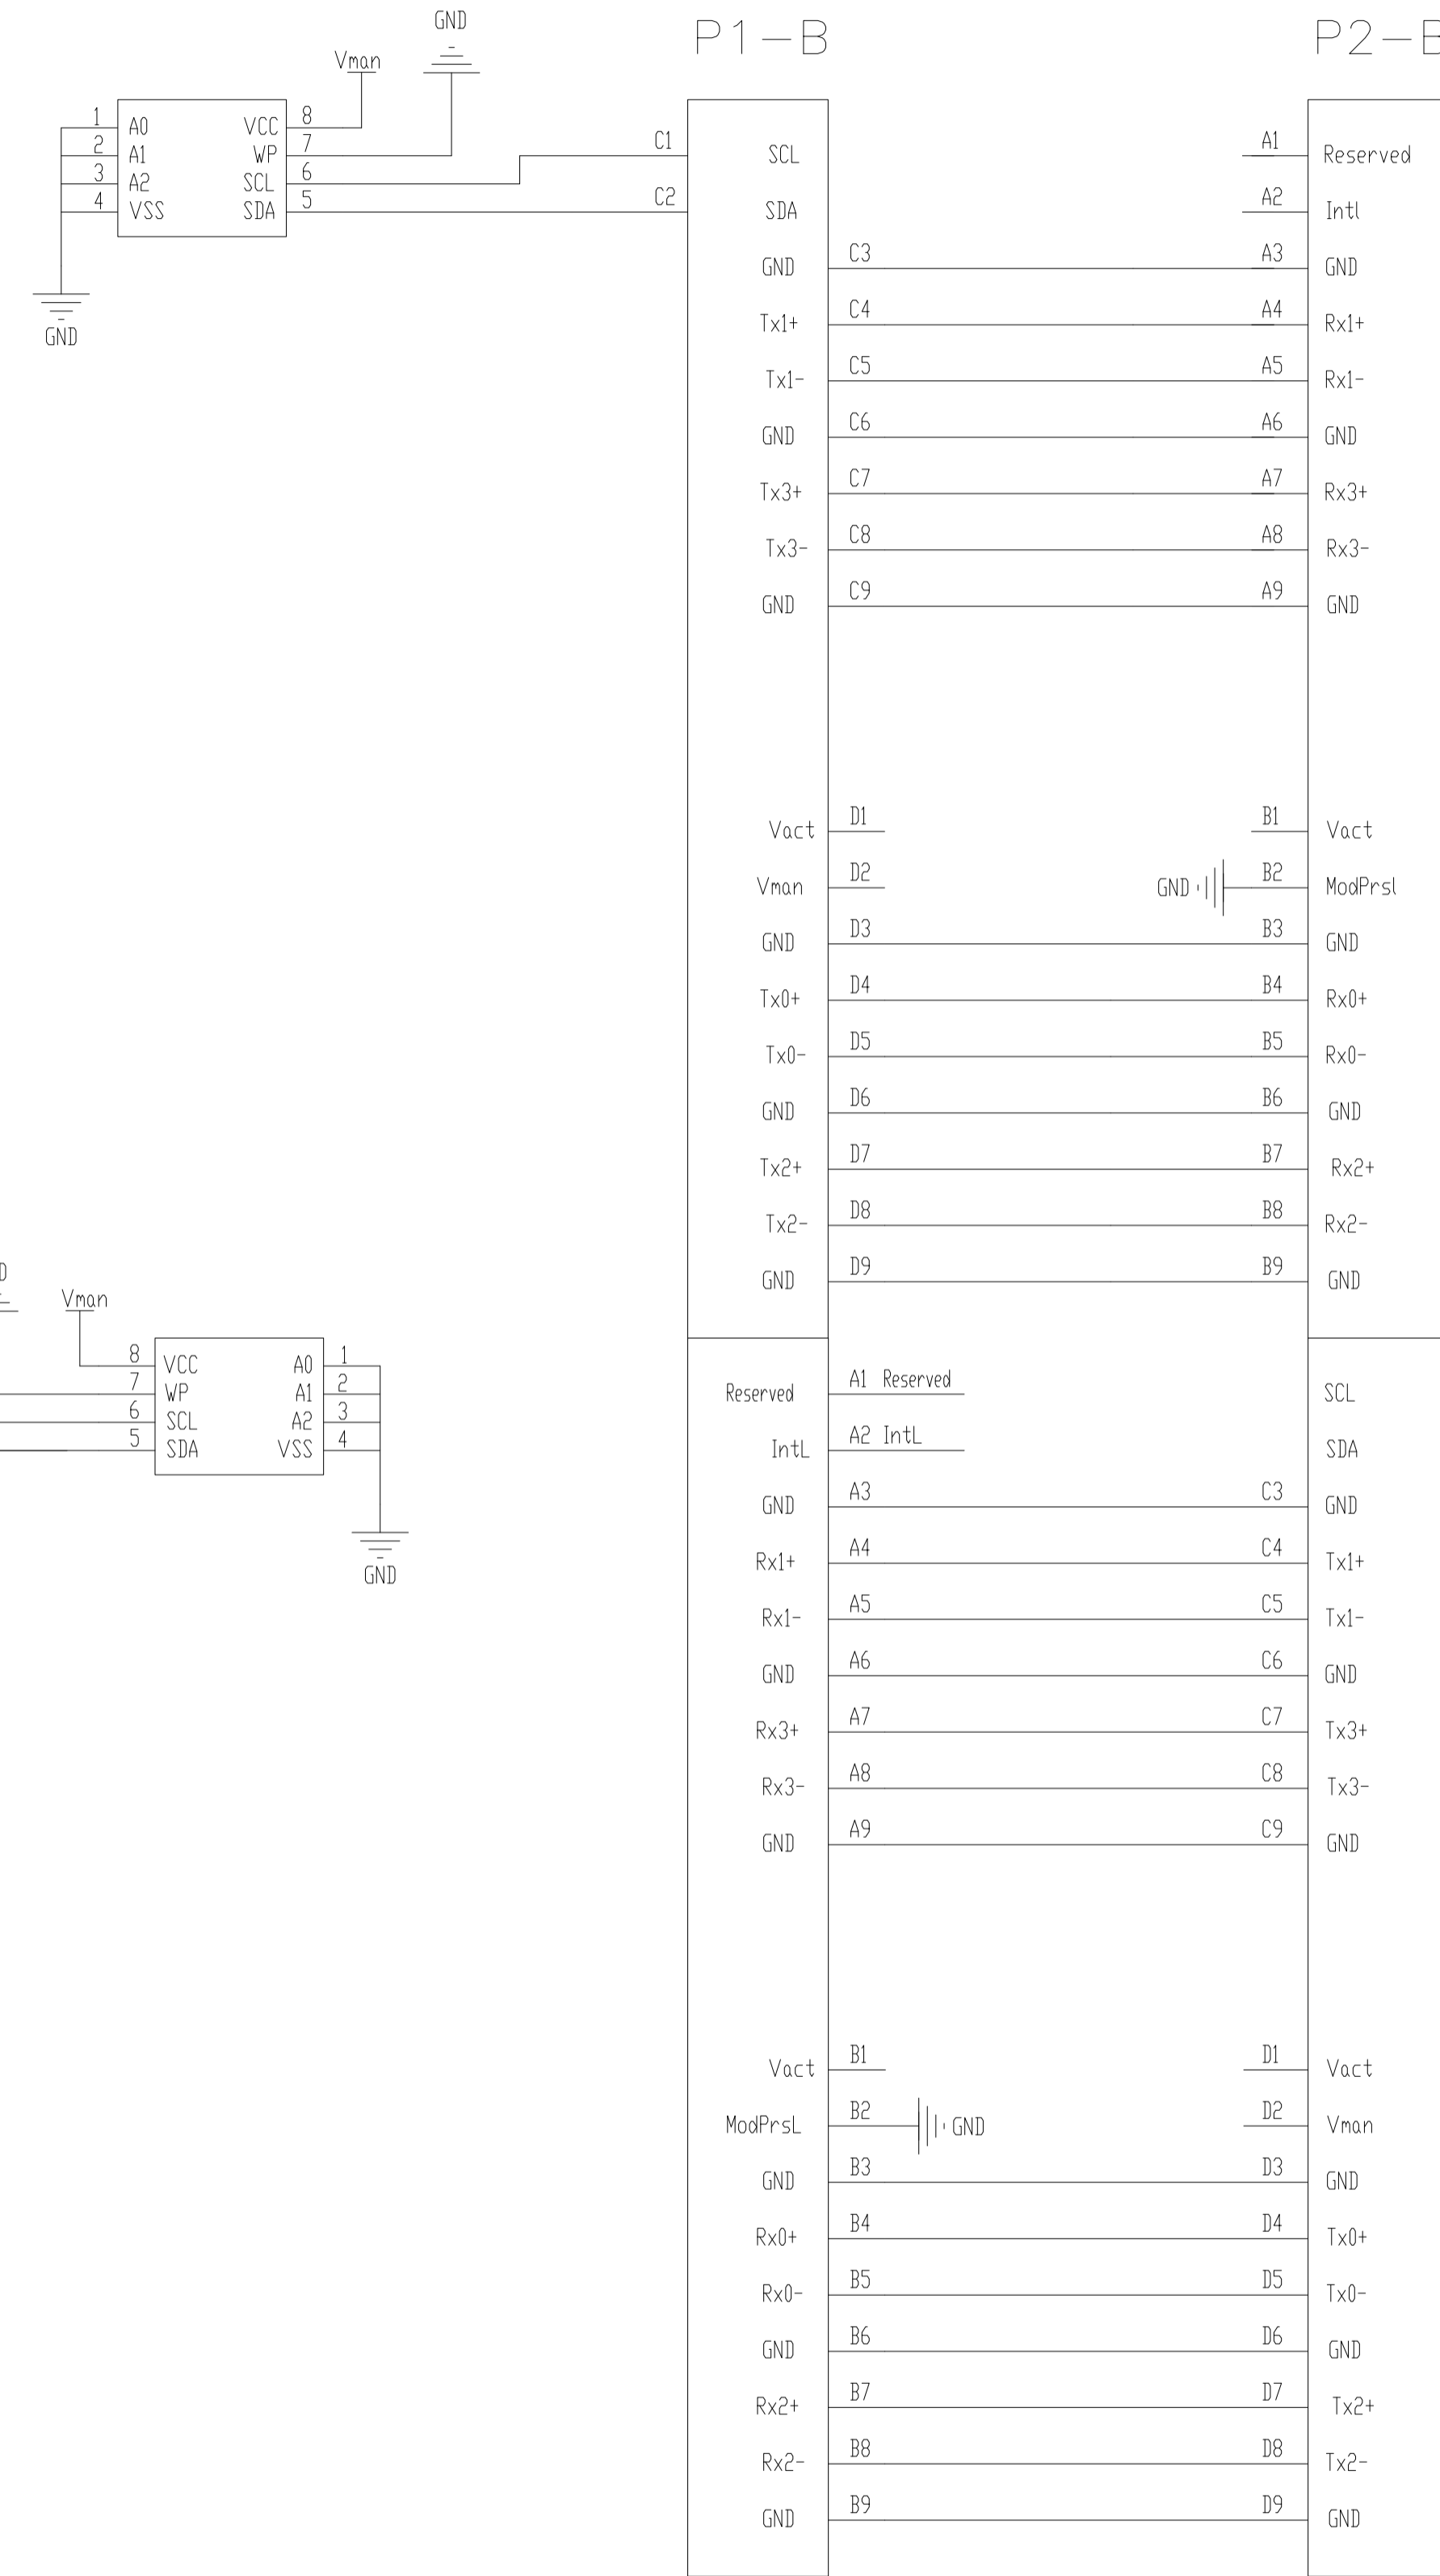 GND
P1-B
P2-B
Vman
1 A0 VCC 8
2 A1 WP 7
3 A2 SCL 6
4 VSS SDA 5
GND
C1 SCL A1 Reserved
C2 SDA A2 Intl
GND C3 A3 GND
Tx1+ C4 A4 Rx1+
Tx1- C5 A5 Rx1-
GND C6 A6 GND
Tx3+ C7 A7 Rx3+
Tx3- C8 A8 Rx3-
GND C9 A9 GND
Vact D1 B1 Vact
Vman D2 GND B2 ModPrsl
GND D3 B3 GND
Tx0+ D4 B4 Rx0+
Tx0- D5 B5 Rx0-
GND D6 B6 GND
Tx2+ D7 B7 Rx2+
Tx2- D8 B8 Rx2-
GND D9 B9 GND
D
Vman
8 VCC A0 1
7 WP A1 2
6 SCL A2 3
5 SDA VSS 4
GND
Reserved A1 Reserved SCL
IntL A2 IntL SDA
GND A3 C3 GND
Rx1+ A4 C4 Tx1+
Rx1- A5 C5 Tx1-
GND A6 C6 GND
Rx3+ A7 C7 Tx3+
Rx3- A8 C8 Tx3-
GND A9 C9 GND
Vact B1 D1 Vact
ModPrsL B2 GND D2 Vman
GND B3 D3 GND
Rx0+ B4 D4 Tx0+
Rx0- B5 D5 Tx0-
GND B6 D6 GND
Rx2+ B7 D7 Tx2+
Rx2- B8 D8 Tx2-
GND B9 D9 GND